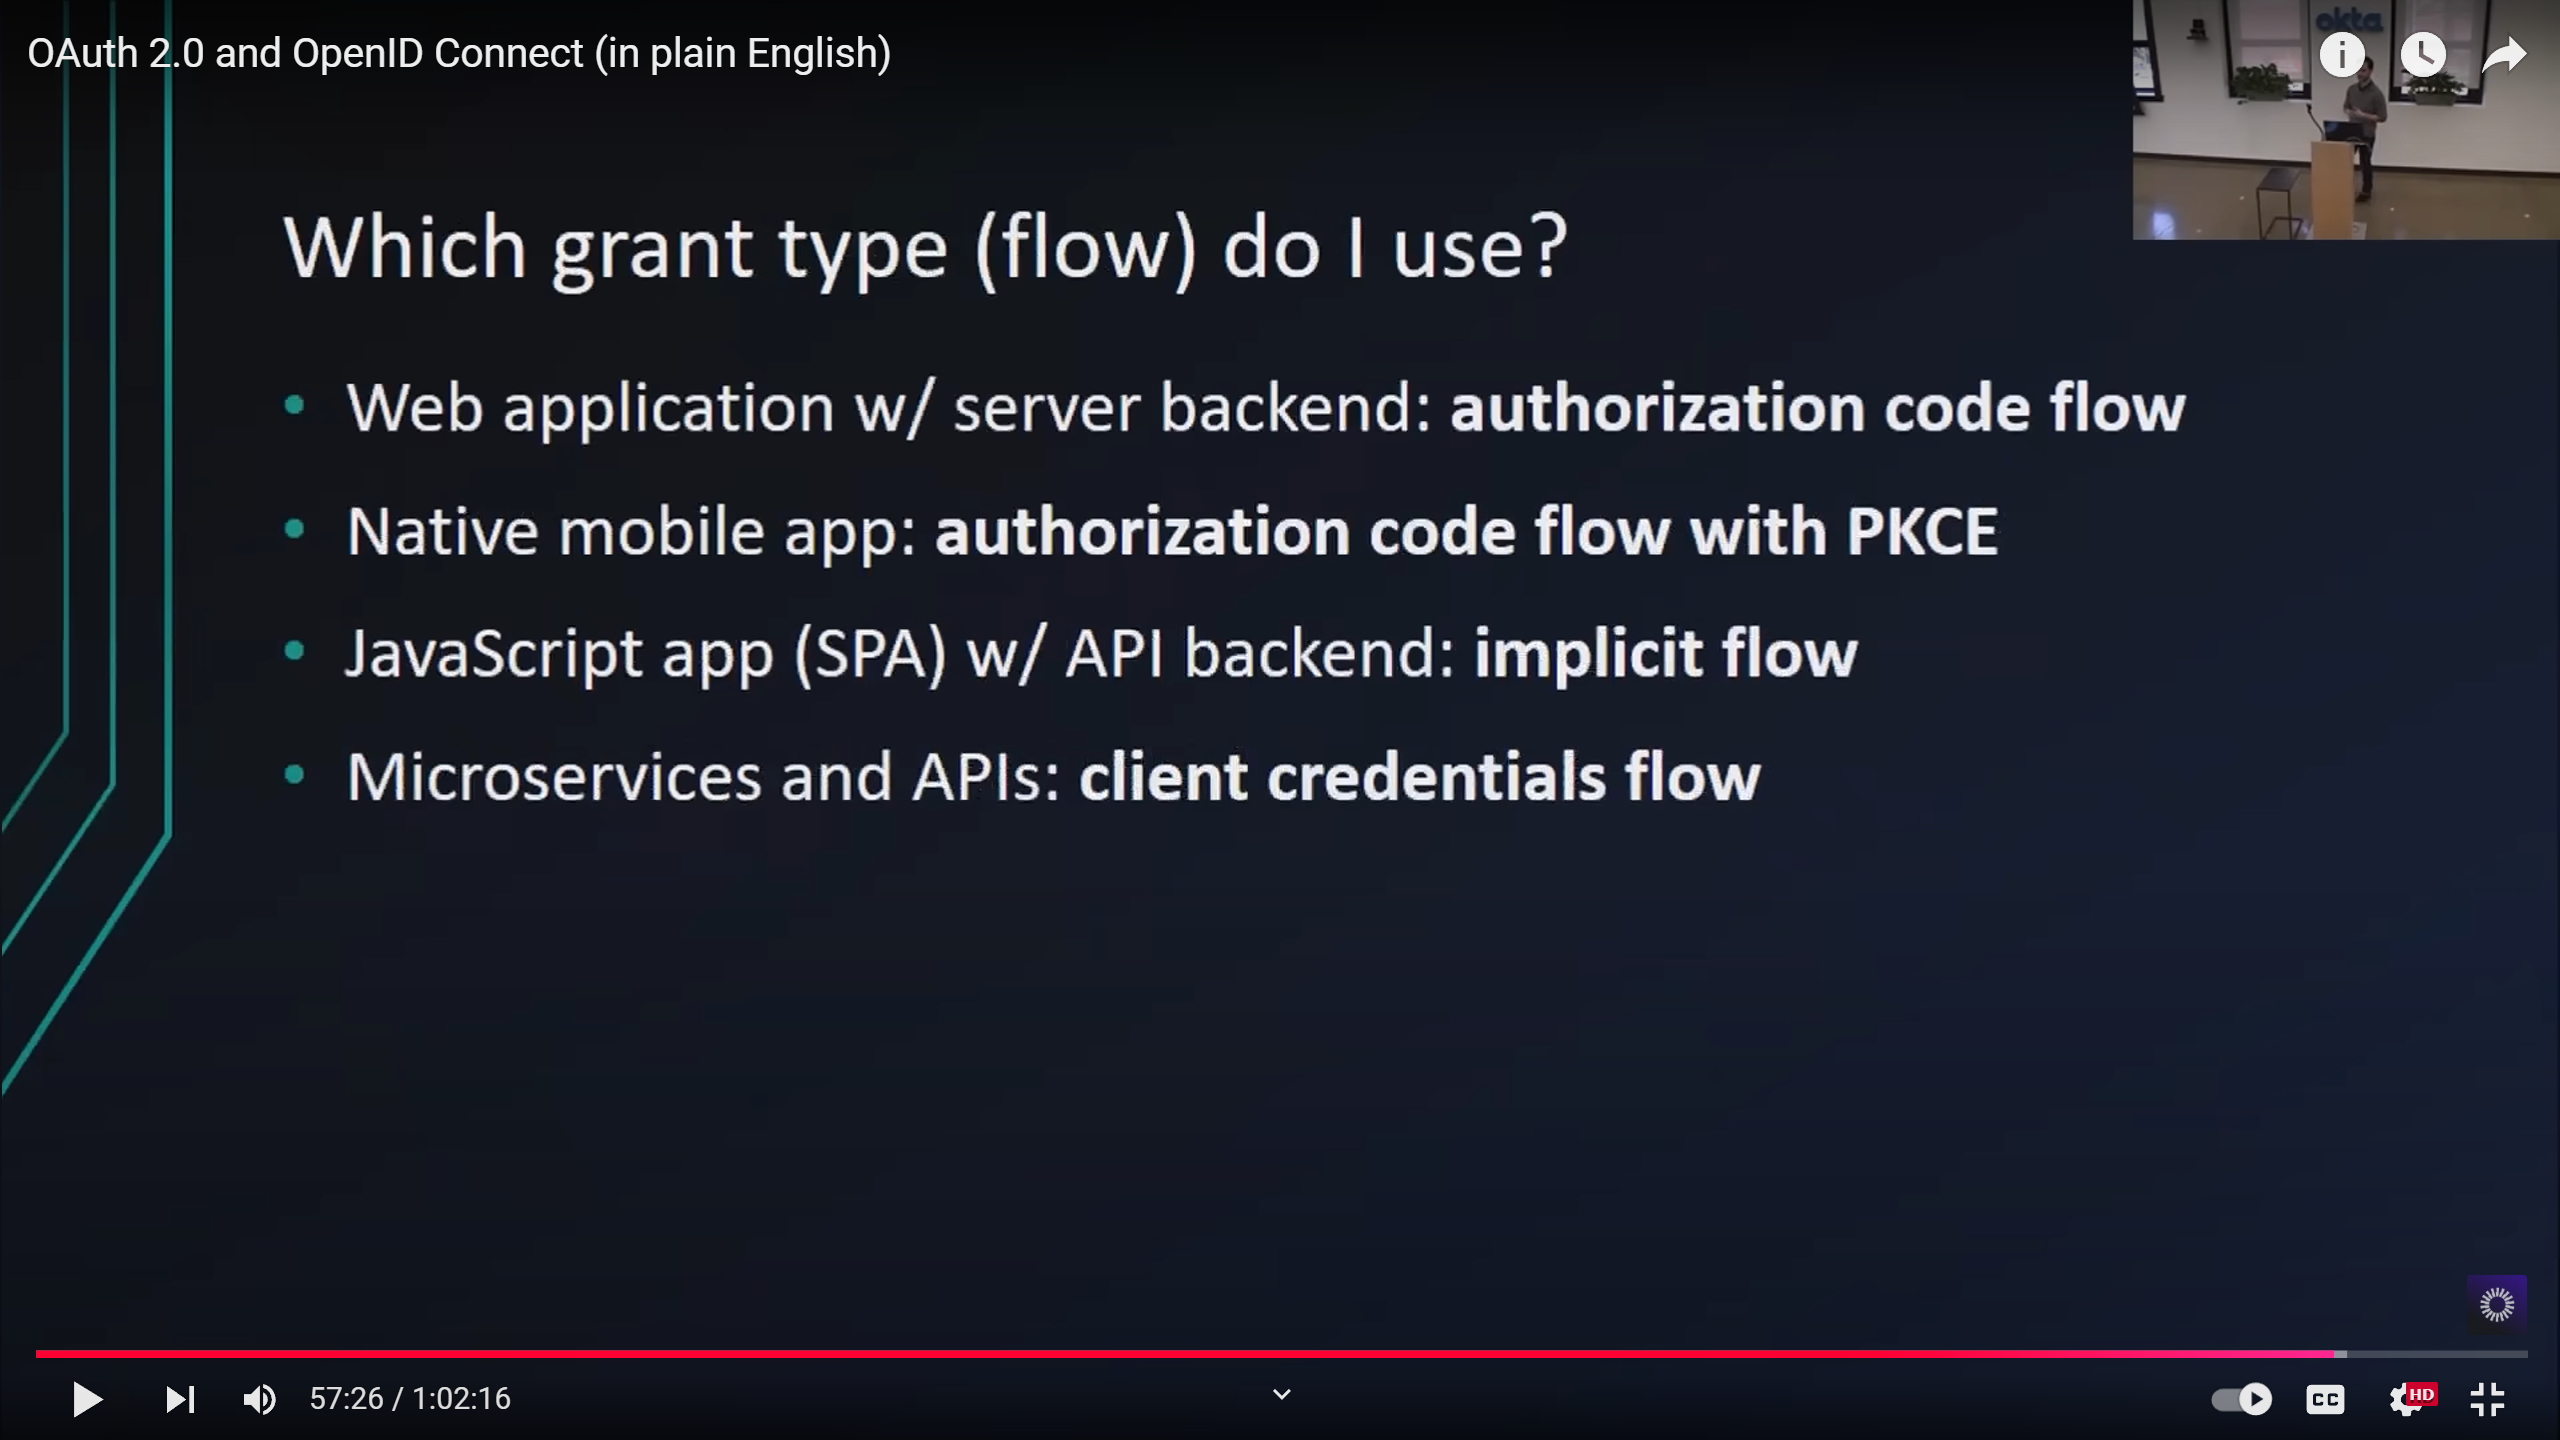 OAuth 2.0 and OpenID Connect (in plain English)
okta
Which grant type (flow) do I use?
• Web application w/ server backend: authorization code flow
• Native mobile app: authorization code flow with PKCE
• JavaScript app (SPA) w/ API backend: implicit flow
• Microservices and APIs: client credentials flow
57:26 / 1:02:16
CC
HD